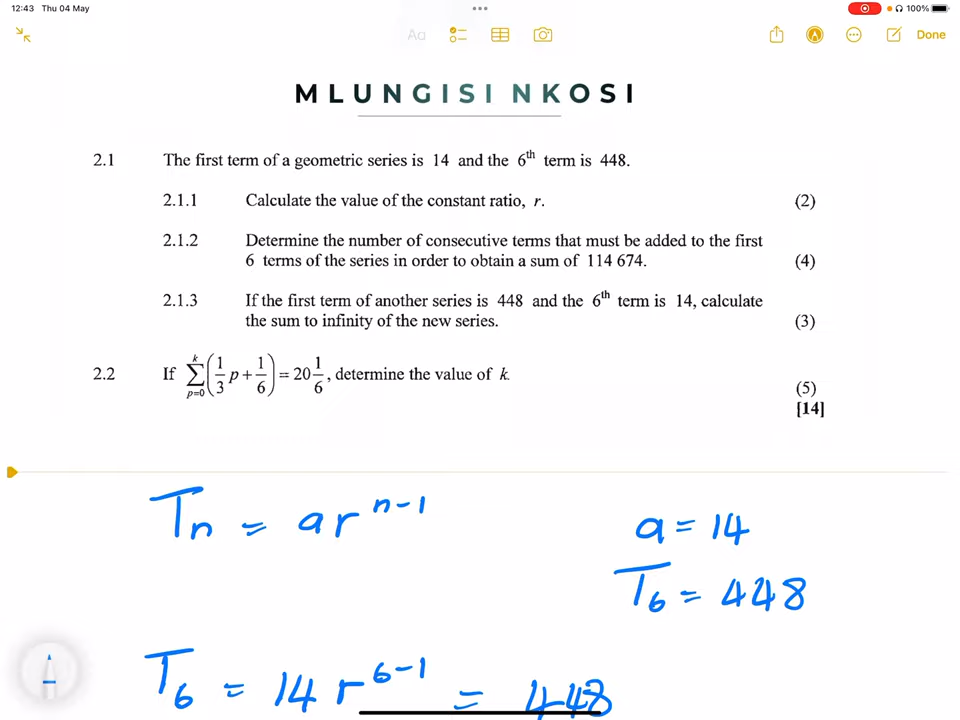 12:43 Thu 04 May
100%
Aa
Done
MLUNGISI NKOSI
2.1 The first term of a geometric series is 14 and the 6th term is 448.
2.1.1 Calculate the value of the constant ratio, r. (2)
2.1.2 Determine the number of consecutive terms that must be added to the first
6 terms of the series in order to obtain a sum of 114 674. (4)
2.1.3 If the first term of another series is 448 and the 6th term is 14, calculate
the sum to infinity of the new series. (3)
2.2 If ∑_{p=0}^{k} (1/3 p + 1/6) = 20 1/6, determine the value of k.
(5)
[14]
Tn = ar^{n-1}
a = 14
T6 = 448
T6 = 14 r^{6-1} = 448